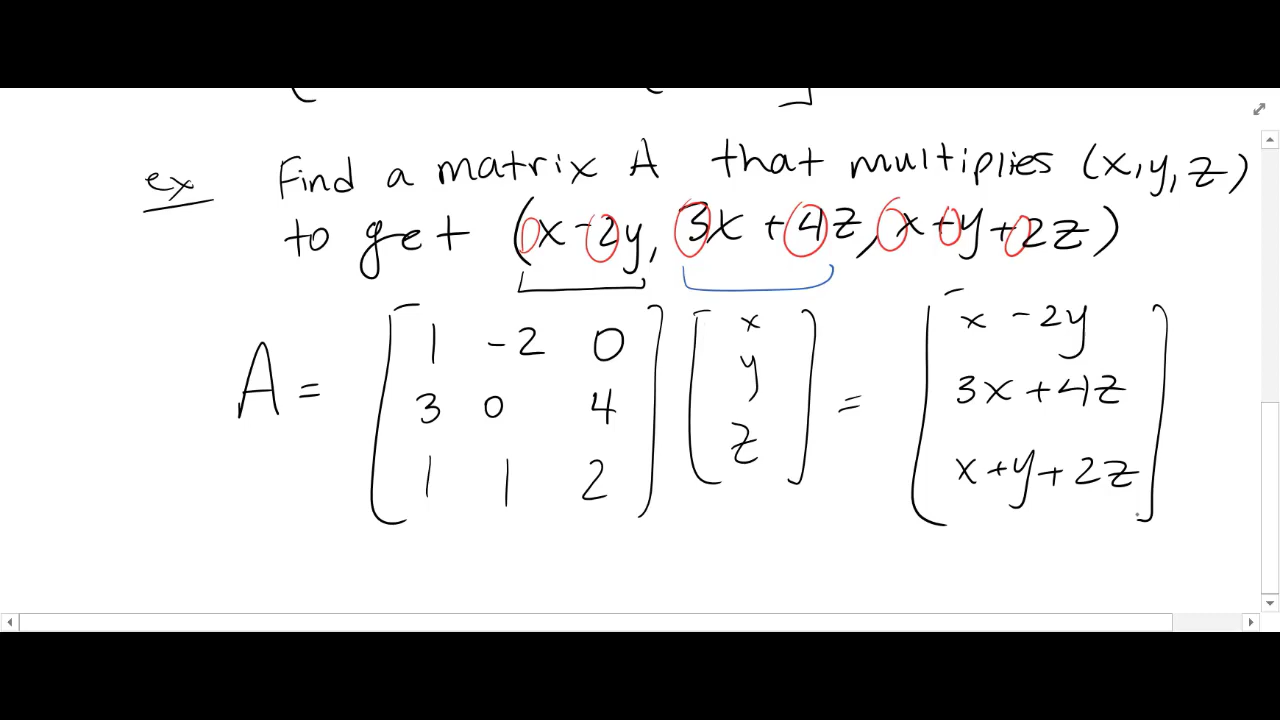 ex Find a matrix A that multiplies (x,y,z)
to get (x-2y, 3x+4z, x+y+2z)
A = [1 -2 0] [x] = [x -2y]
[3 0 4] [y] [3x+4z]
[1 1 2] [z] [x+y+2z]